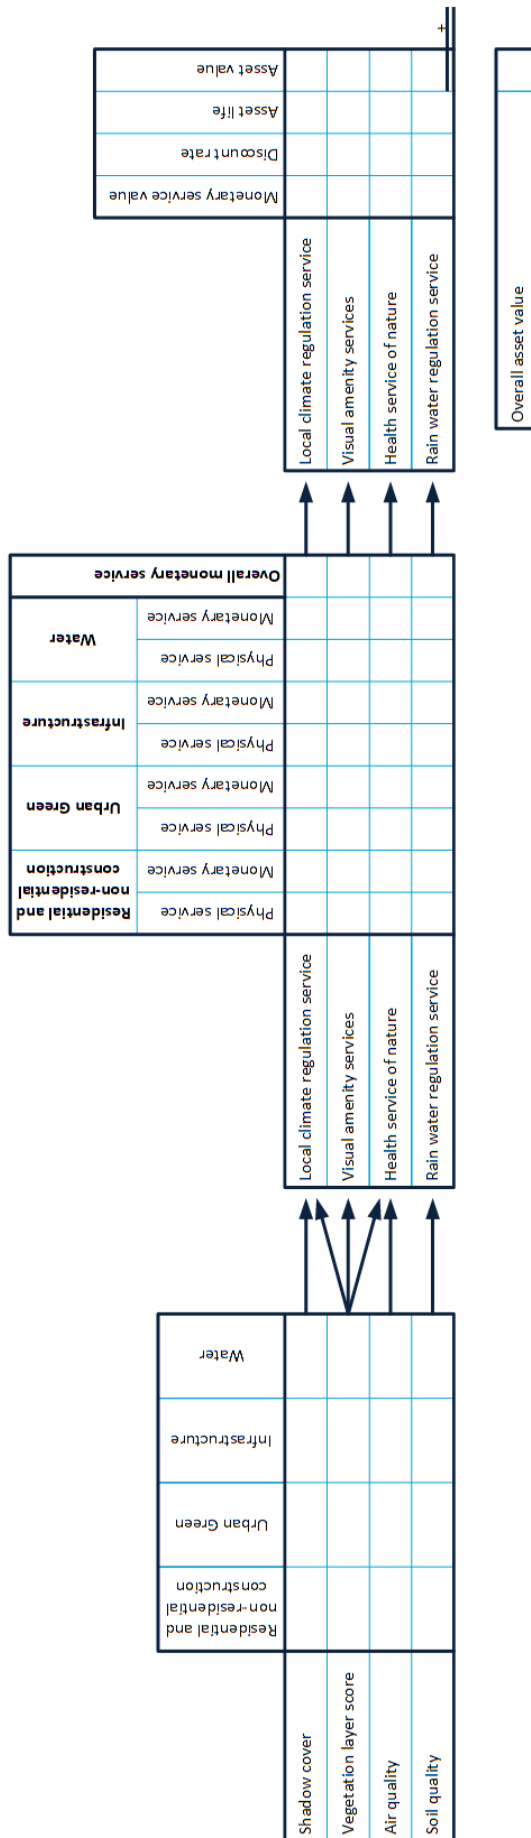 Residential and
non-residential
construction
Urban Green
Infrastructure
Water
Shadow cover
Vegetation layer score
Air quality
Soil quality
Residential and
non-residential
construction
Urban Green
Infrastructure
Water
Physical service
Monetary service
Physical service
Monetary service
Physical service
Monetary service
Physical service
Monetary service
Overall monetary service
Local climate regulation service
Visual amenity services
Health service of nature
Rain water regulation service
Monetary service value
Discount rate
Asset life
Asset value
Local climate regulation service
Visual amenity services
Health service of nature
Rain water regulation service
+
Overall asset value